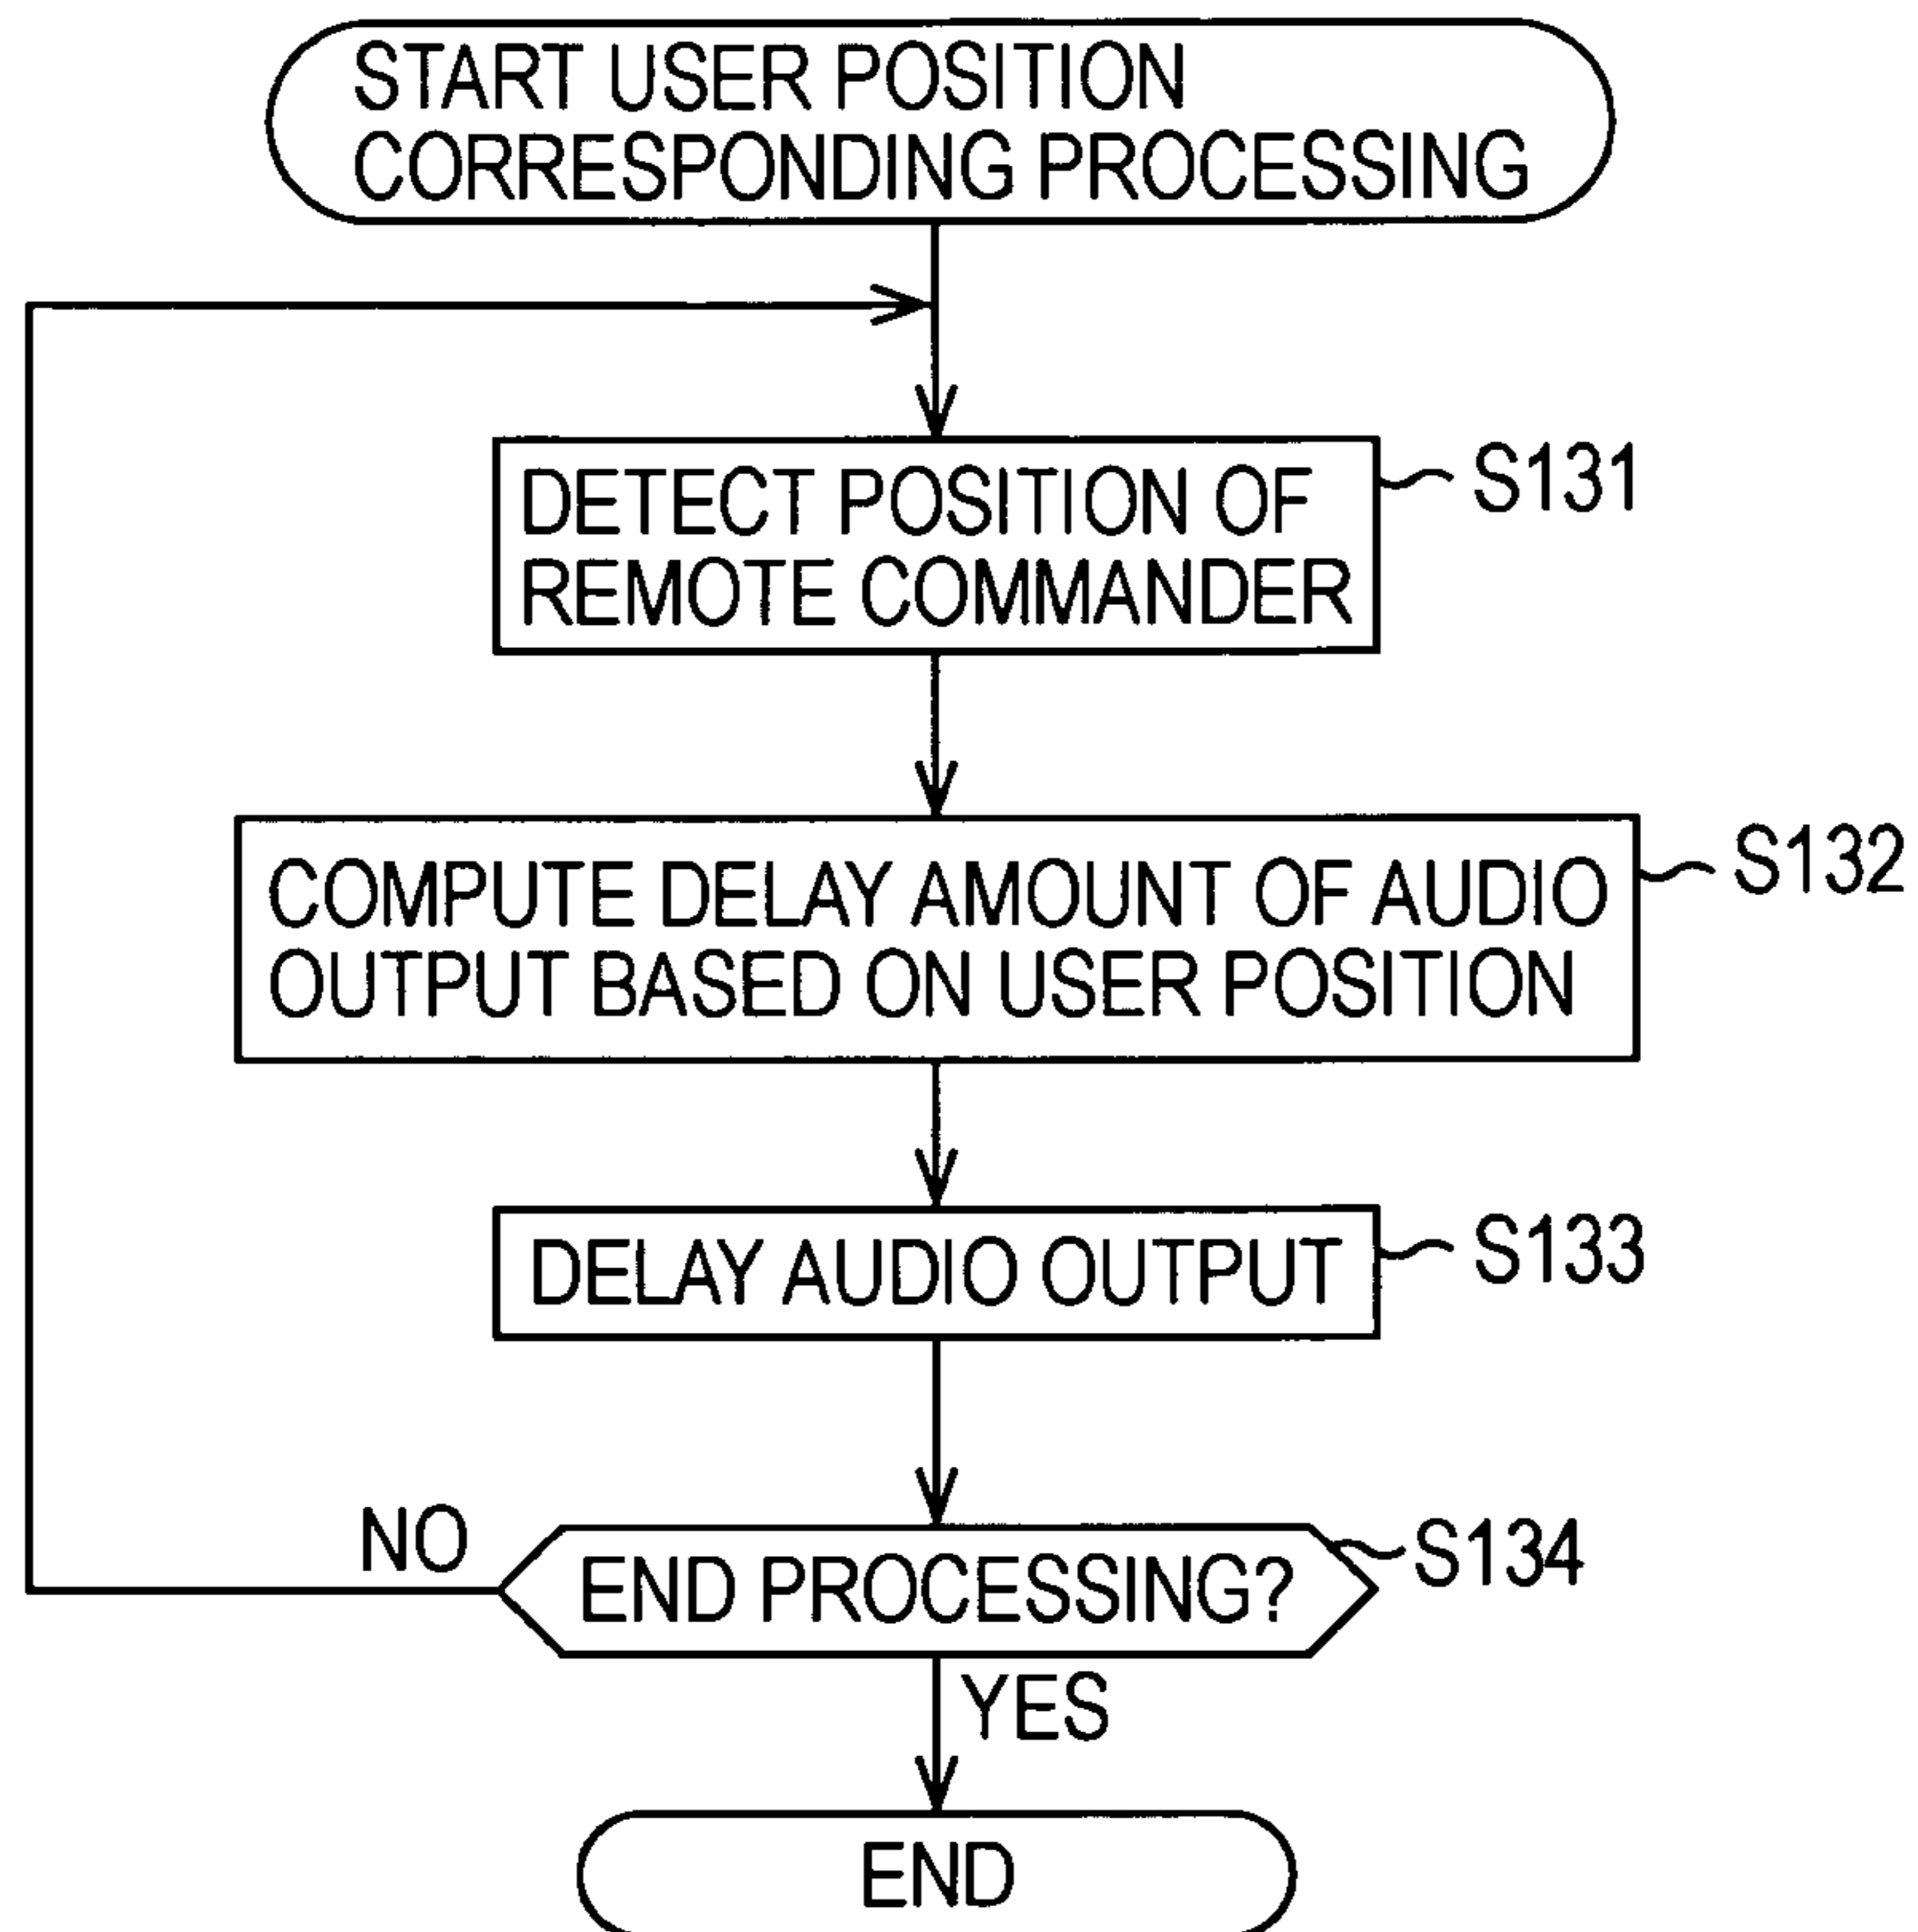 START USER POSITION
CORRESPONDING PROCESSING
DETECT POSITION OF
REMOTE COMMANDER
S131
COMPUTE DELAY AMOUNT OF AUDIO
OUTPUT BASED ON USER POSITION
S132
DELAY AUDIO OUTPUT
S133
NO
END PROCESSING?
S134
YES
END